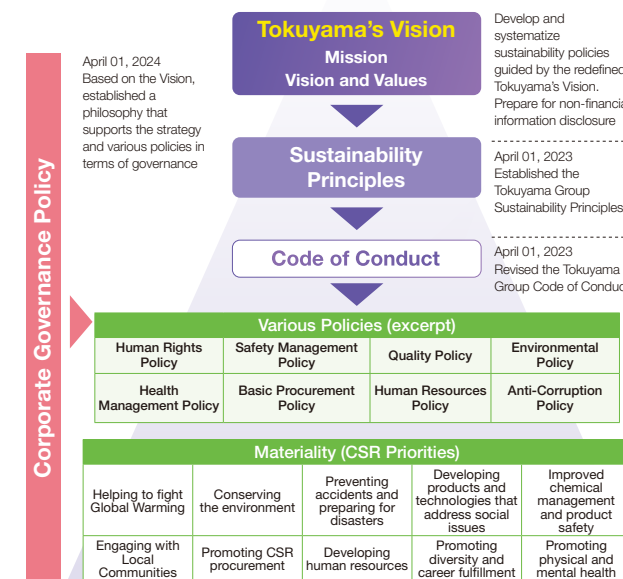 Tokuyama's Vision
Mission
Vision and Values
Develop and
systematize
sustainability policies
guided by the redefined
Tokuyama's Vision.
Prepare for
information disclosure
April 01, 2024
Based on the Vision,
established a
philosophy that
supports the strategy
and various policies in
terms of governance
Corporate Governance Policy
Sustainability
Principles
April 01, 2023
Established the
Tokuyama Group
Sustainability Principles
Code of Conduct
April 01, 2023
Revised the Tokuyama
Group Code of
Various Policies (excerpt)
Human Rights
Policy
Safety Management
Policy
Quality Policy
Environmental
Policy
Health
Management Policy
Basic Procurement
Policy
Human Resources
Policy
Anti-Corruption
Policy
Materiality (CSR Priorities)
Helping to fight
Global Warming
Conserving
the environment
Preventing
accidents and
preparing for
disasters
Developing
products and
technologies that
address social
issues
Improved
chemical
management
and product
safety
Engaging with
Local
Communities
Promoting CSR
procurement
Developing
human resources
Promoting
diversity and
career fulfillment
Promoting
physical and
mental health